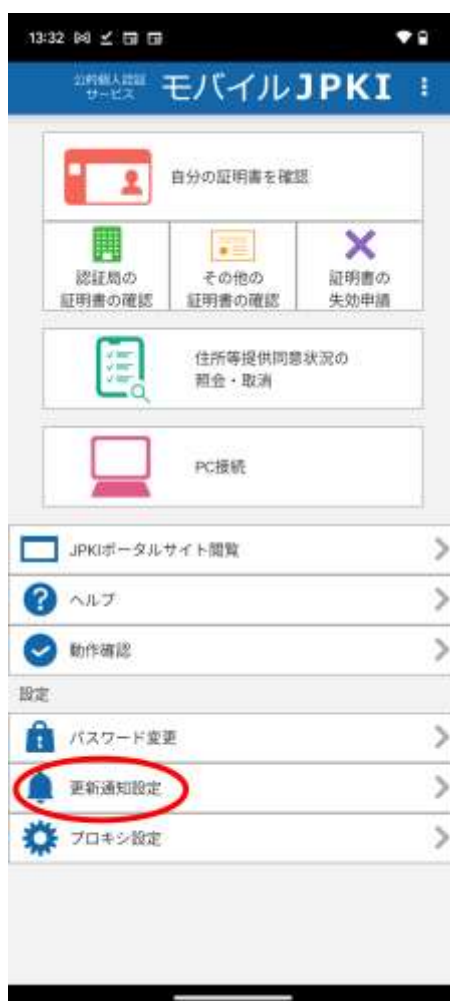 13:32
公的個人認証
サービス
モバイルJPKI
自分の証明書を確認
認証局の
証明書の確認
その他の
証明書の確認
証明書の
失効申請
住所等提供同意状況の
照会・取消
PC接続
JPKIポータルサイト閲覧
ヘルプ
動作確認
設定
パスワード変更
更新通知設定
プロキシ設定